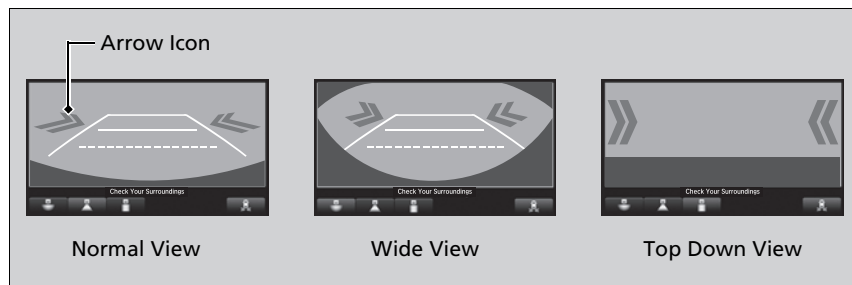 Arrow Icon
Check Your Surroundings
Check Your Surroundings
Check Your Surroundings
Normal View
Wide View
Top Down View